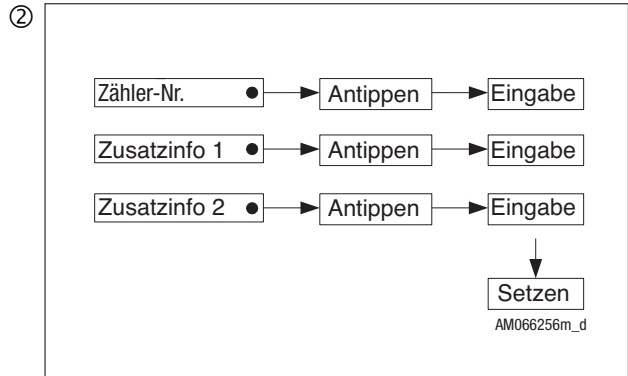 ②
Zähler-Nr. Antippen Eingabe
Zusatzinfo 1 Antippen Eingabe
Zusatzinfo 2 Antippen Eingabe
Setzen
AM066256m_d